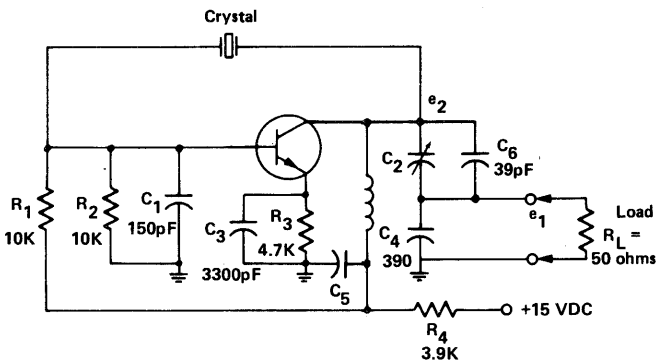 Crystal
e2
C2
C6
39pF
R1
10K
R2
10K
C1
150pF
C3
3300pF
R3
4.7K
C5
C4
390
e1
Load
RL =
50 ohms
R4
3.9K
+15 VDC